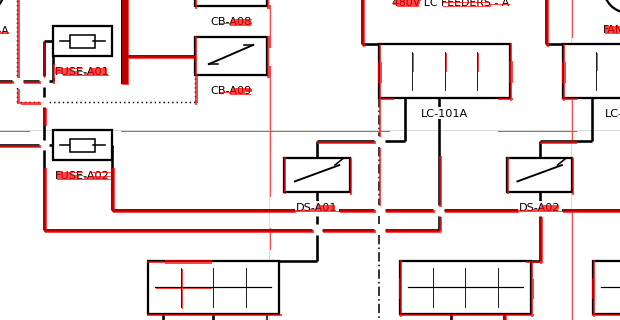 480V LC FEEDERS - A
CB-A08
FUSE-A01
CB-A09
LC-101A
FUSE-A02
DS-A01
DS-A02